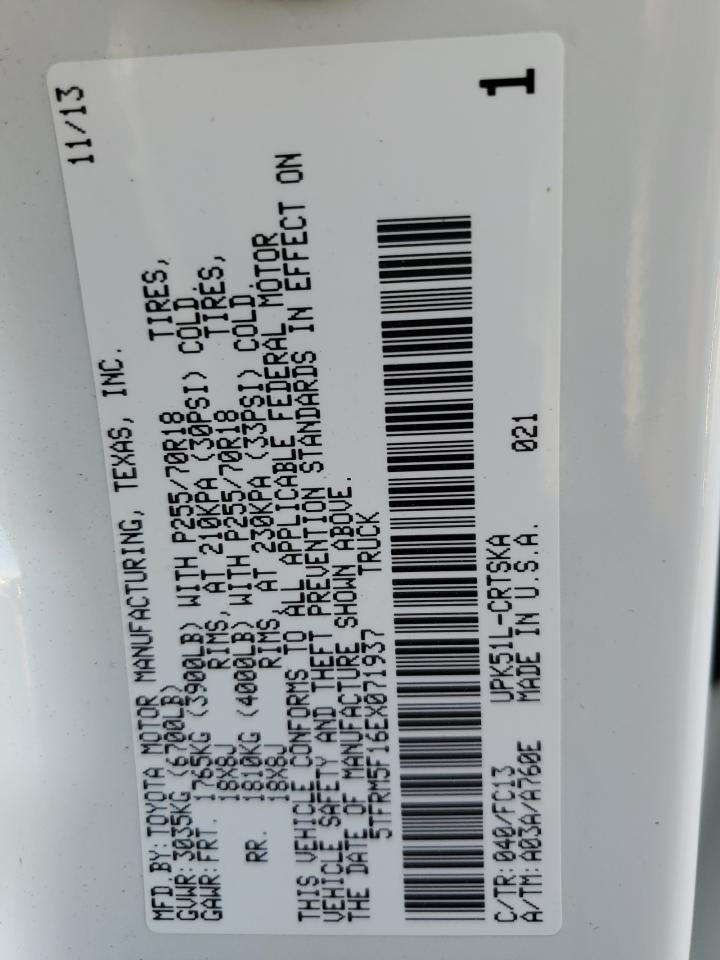 11/13
1
MFD.BY:TOYOTA MOTOR MANUFACTURING, TEXAS, INC.
GVWR:3035KG (6700LB)
GAWR:FRT. 1765KG (3900LB) WITH P255/70R18 TIRES,
18X8J RIMS, AT 210KPA (30PSI) COLD.
RR. 1810KG (4000LB) WITH P255/70R18 TIRES,
18X8J RIMS, AT 230KPA (33PSI) COLD.
THIS VEHICLE CONFORMS TO ALL APPLICABLE FEDERAL MOTOR
VEHICLE SAFETY AND THEFT PREVENTION STANDARDS IN EFFECT ON
THE DATE OF MANUFACTURE SHOWN ABOVE.
5TFRM5F16EX071937 TRUCK
C/TR:040/FC13 UPK51L-CRTSKA 021
A/TM:A03A/A760E MADE IN U.S.A.